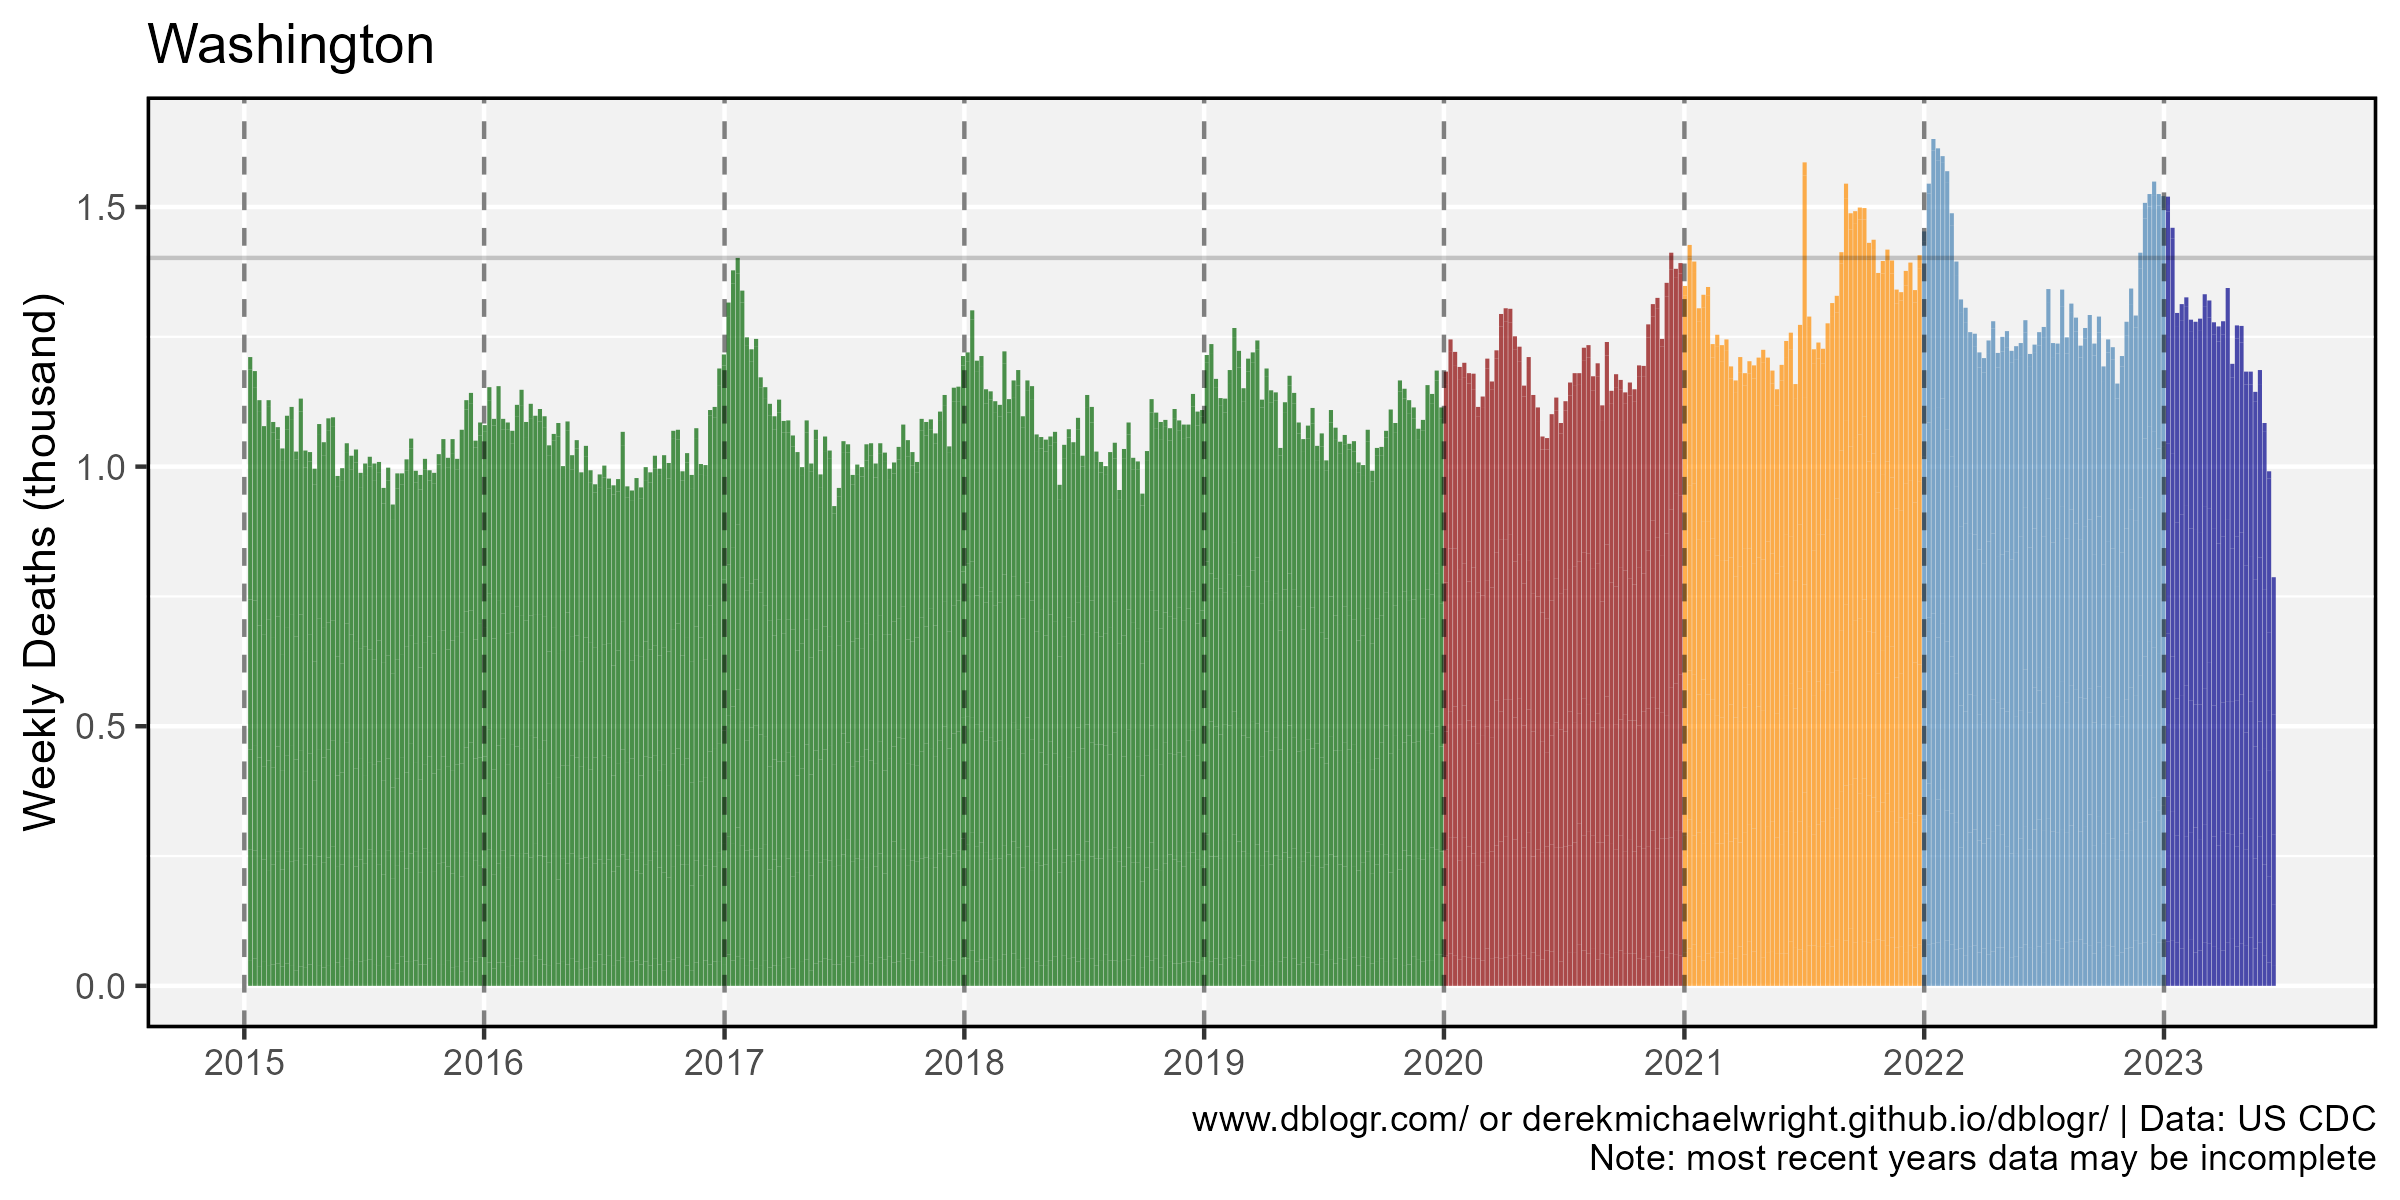 Washington
Weekly Deaths (thousand)
1.5
1.0
0.5
0.0
2015 2016 2017 2018 2019 2020 2021 2022 2023
www.dblogr.com/ or derekmichaelwright.github.io/dblogr/ | Data: US CDC
Note: most recent years data may be incomplete